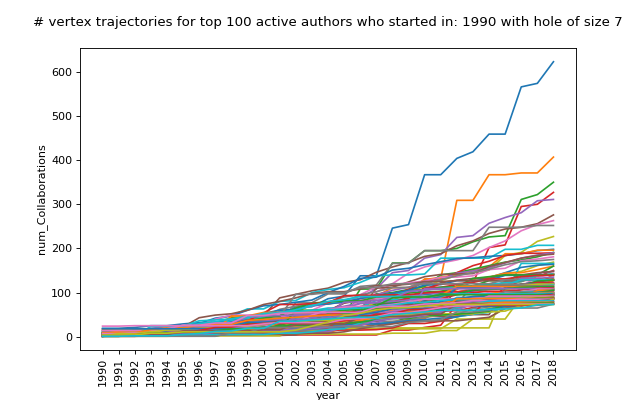 # vertex trajectories for top 100 active authors who started in: 1990 with hole of size 7
num_Collaborations
600
500
400
300
200
100
0
1990 1991 1992 1993 1994 1995 1996 1997 1998 1999 2000 2001 2002 2003 2004 2005 2006 2007 2008 2009 2010 2011 2012 2013 2014 2015 2016 2017 2018
year